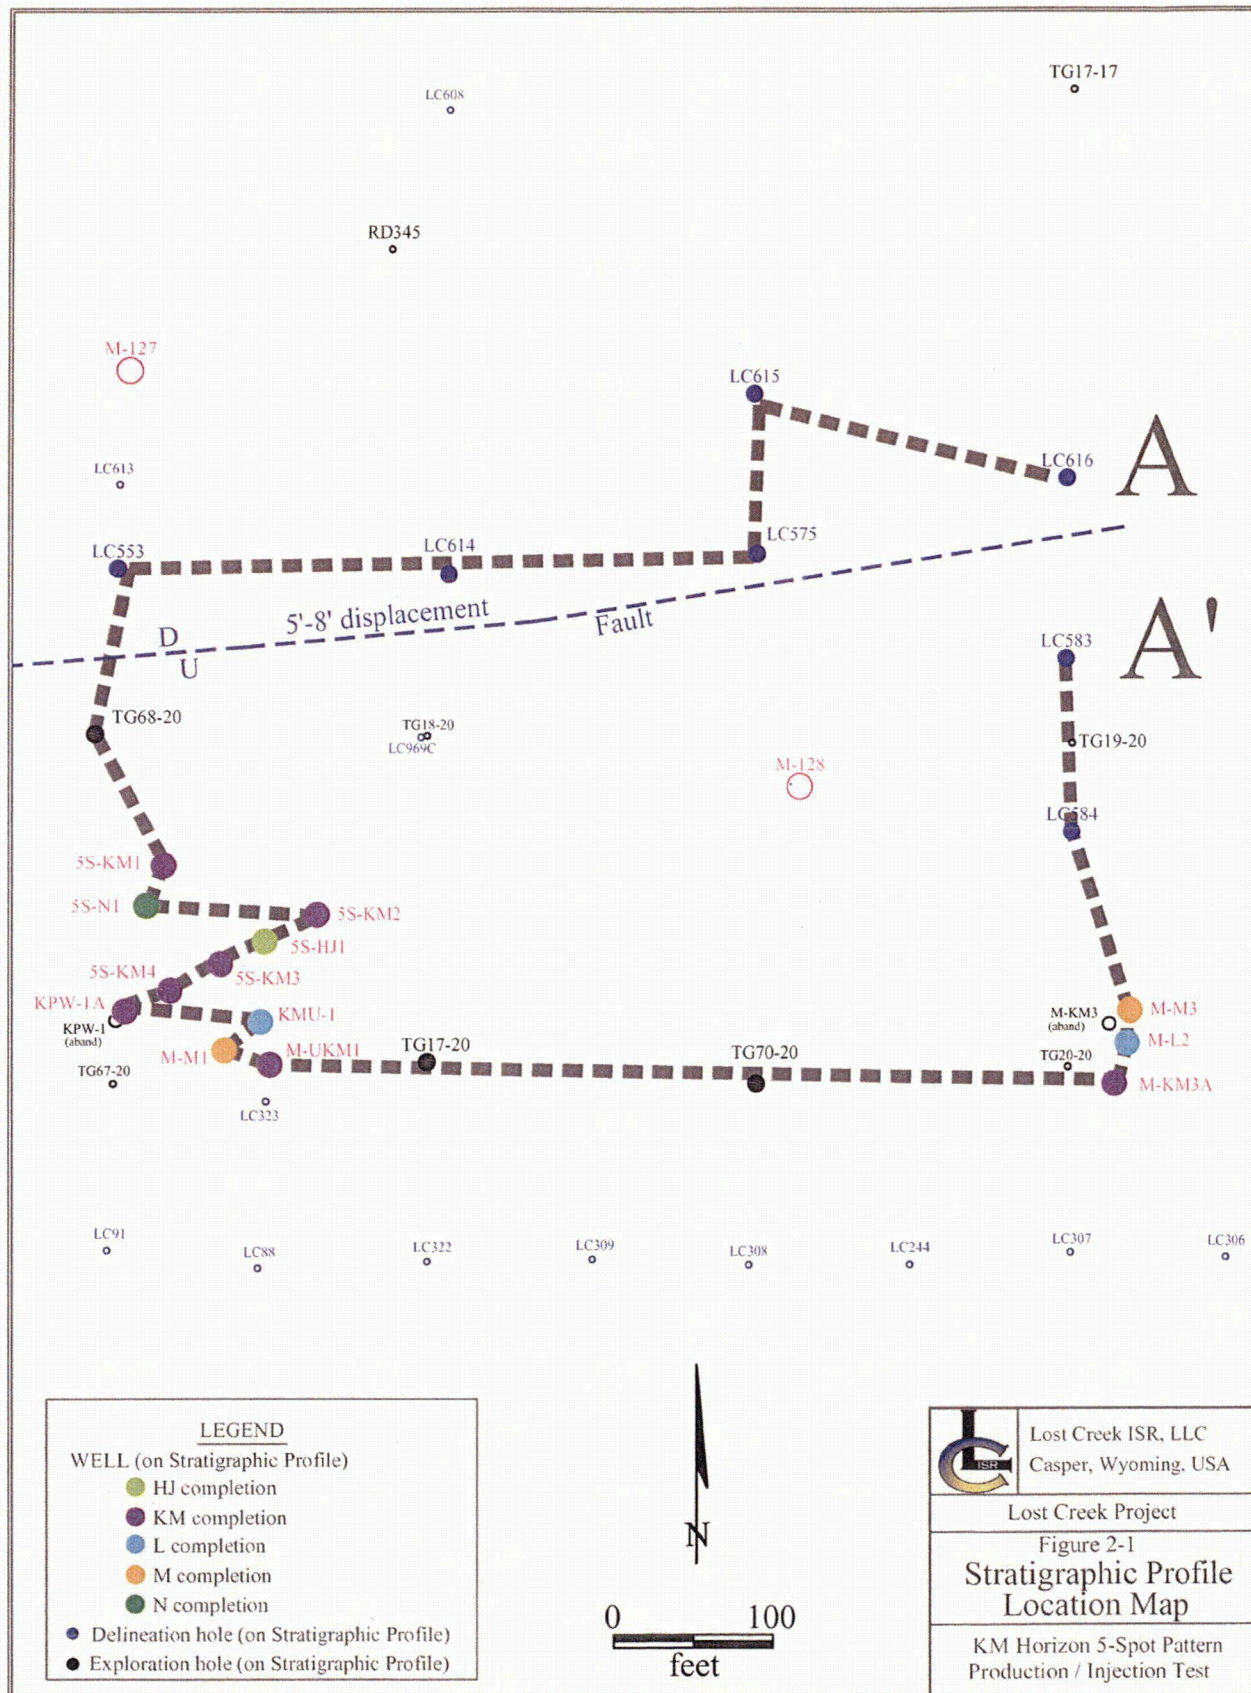 TG17-17
LC608
RD345
M-127
LC615
LC613
LC616
A
LC553
LC614
LC575
5'-8' displacement
Fault
D
U
LC583
A'
TG68-20
TG18-20
LC969C
TG19-20
M-128
LC584
5S-KM1
5S-N1
5S-KM2
5S-HJ1
5S-KM3
5S-KM4
KPW-1A
KPW-1
(aband)
KMU-1
M-KM3
(aband)
M-M3
M-L2
M-M1
M-UKM1
TG17-20
TG70-20
TG20-20
M-KM3A
TG67-20
LC323
LC91
LC88
LC322
LC309
LC308
LC244
LC307
LC306
LEGEND
WELL (on Stratigraphic Profile)
HJ completion
KM completion
L completion
M completion
N completion
Delineation hole (on Stratigraphic Profile)
Exploration hole (on Stratigraphic Profile)
N
0 100
feet
LC ISR
Lost Creek ISR, LLC
Casper, Wyoming, USA
Lost Creek Project
Figure 2-1
Stratigraphic Profile
Location Map
KM Horizon 5-Spot Pattern
Production / Injection Test